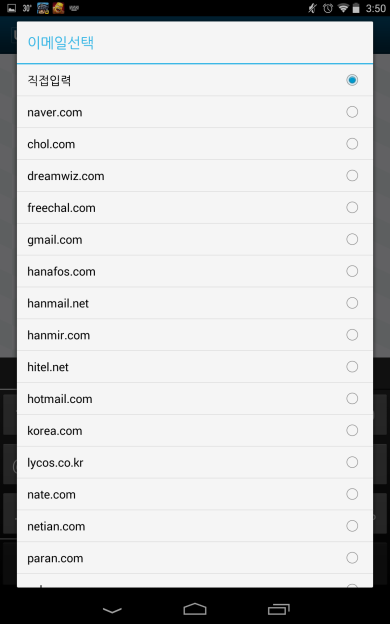 30°
3:50
이메일선택
직접입력
naver.com
chol.com
dreamwiz.com
freechal.com
gmail.com
hanafos.com
hanmail.net
hanmir.com
hitel.net
hotmail.com
korea.com
lycos.co.kr
nate.com
netian.com
paran.com